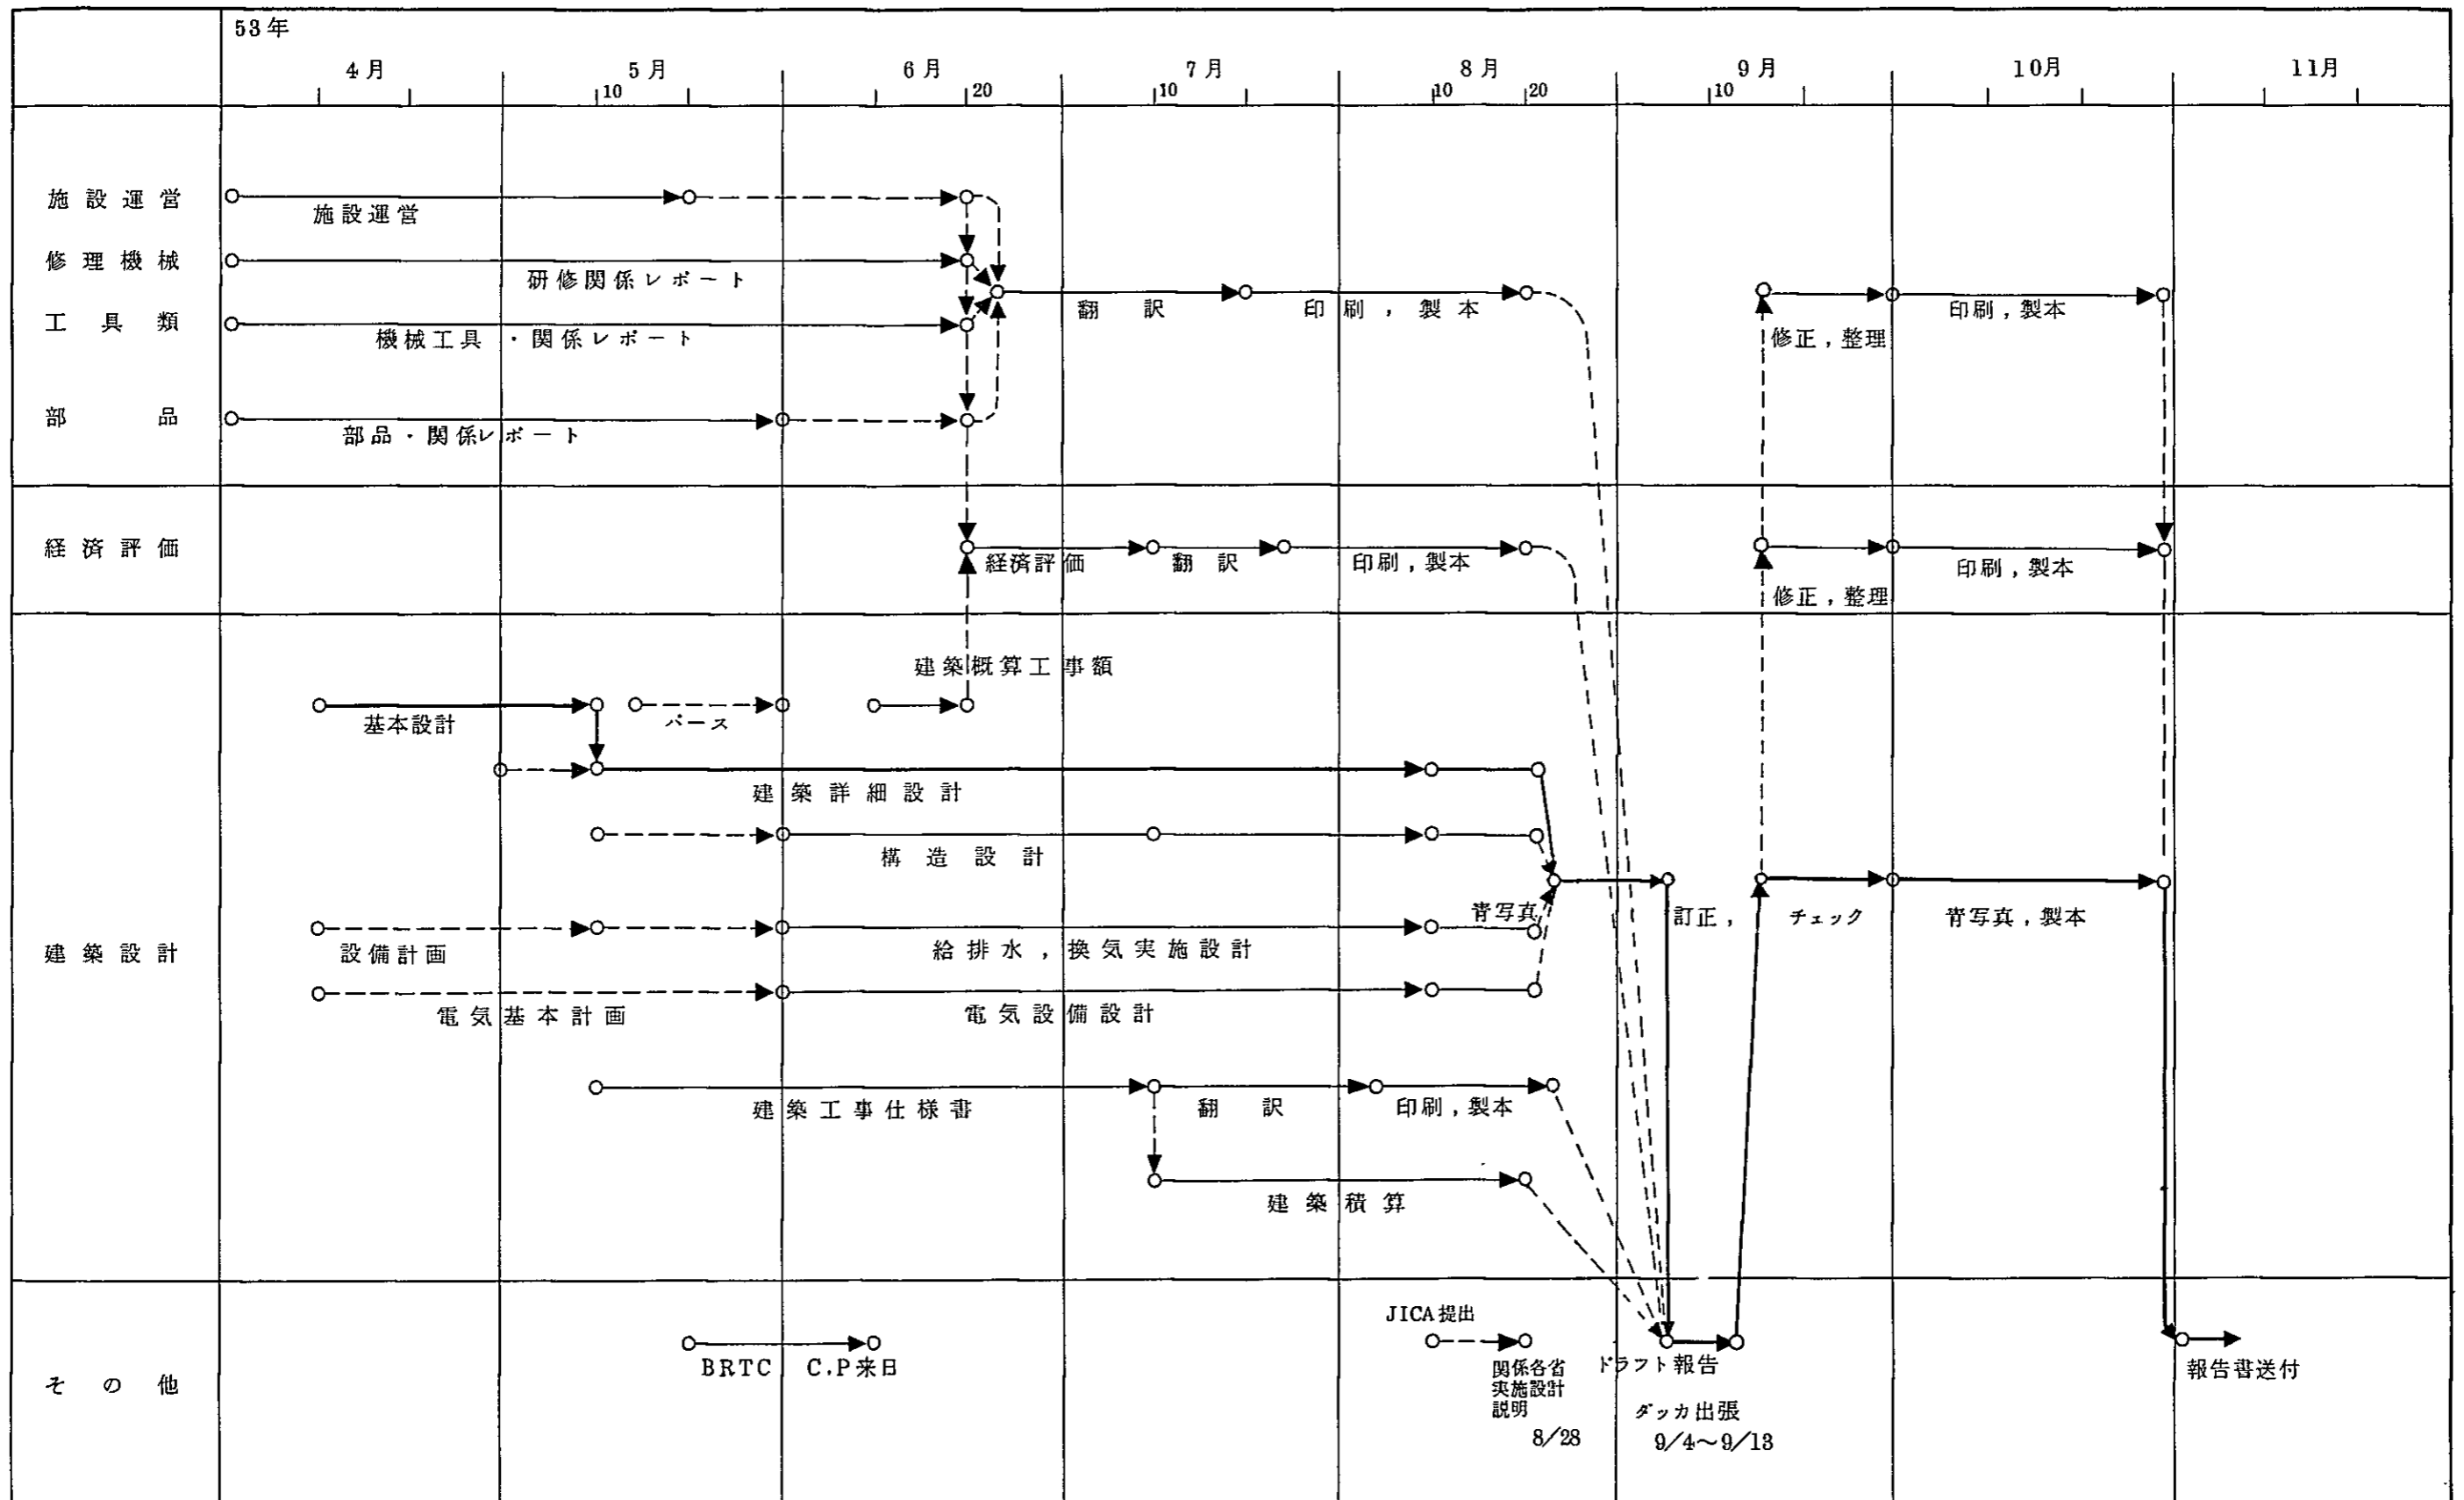 53年
4月 5月 6月 7月 8月 9月 10月 11月
10 20 10 10 20 10
施設運営
施設運営
修理機械
研修関係レポート
翻訳 印刷,製本
印刷,製本
工具類
機械工具・関係レポート
修正,整理
部品
部品・関係レポート
経済評価
経済評価 翻訳 印刷,製本
印刷,製本
修正,整理
建築概算工事額
基本設計
パース
建築詳細設計
構造設計
青写真
訂正, チェック 青写真,製本
建築設計
設備計画
給排水,換気実施設計
電気基本計画
電気設備設計
建築工事仕様書
翻訳 印刷,製本
建築積算
その他
BRTC C.P来日
JICA提出
関係各省
実施設計
説明
8/28
ドラフト報告
ダッカ出張
9/4〜9/13
報告書送付